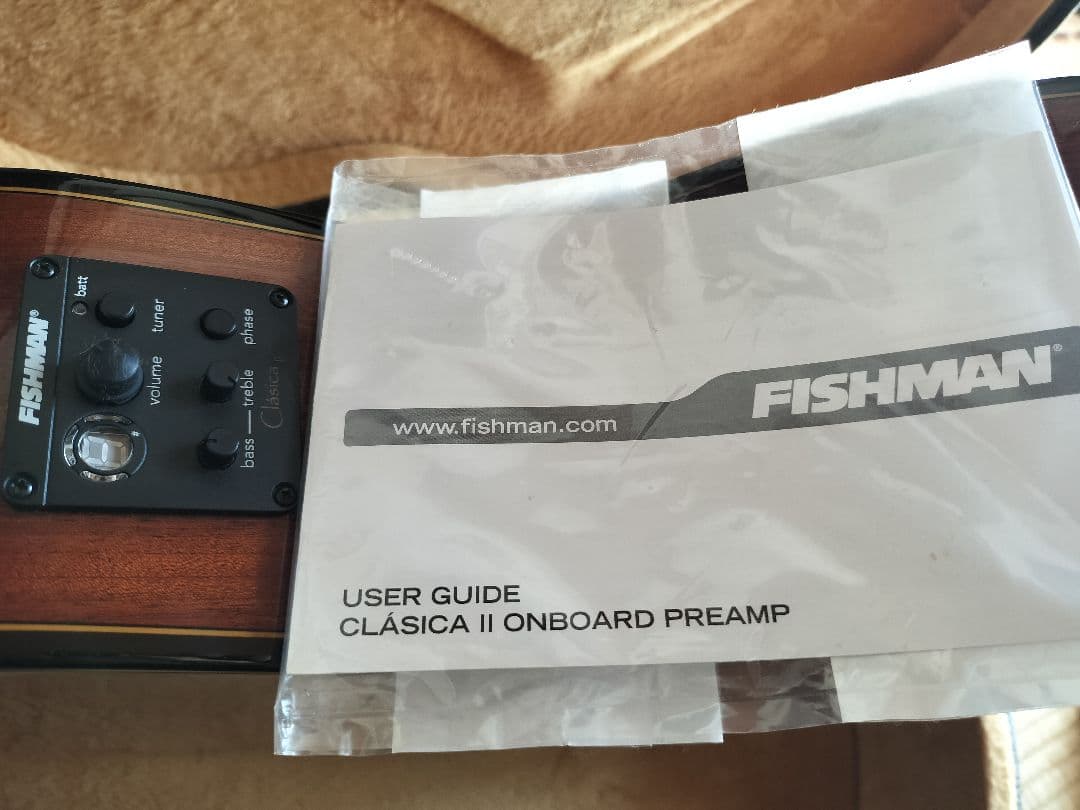 FISHMAN®
batt
tuner
volume
phase
bass — treble
Clásica
www.fishman.com
FISHMAN®
USER GUIDE
CLÁSICA II ONBOARD PREAMP